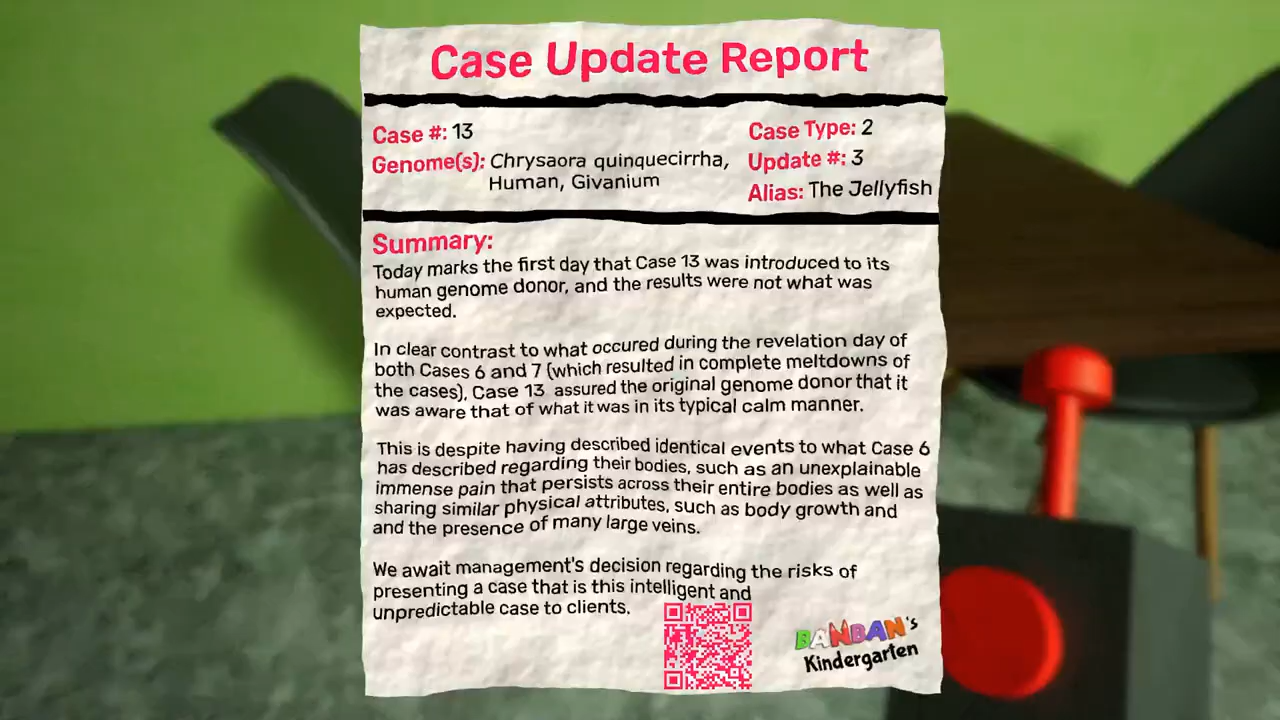 Case Update Report
Case #: 13
Case Type: 2
Genome(s): Chrysaora quinquecirrha,
Human, Givanium
Update #: 3
Alias: The Jellyfish
Summary:
Today marks the first day that Case 13 was introduced to its
human genome donor, and the results were not what was
expected.
In clear contrast to what occured during the revelation day of
both Cases 6 and 7 (which resulted in complete meltdowns of
the cases), Case 13 assured the original genome donor that it
was aware that of what it was in its typical calm manner.
This is despite having described identical events to what Case 6
has described regarding their bodies, such as an unexplainable
immense pain that persists across their entire bodies as well as
sharing similar physical attributes, such as body growth and
and the presence of many large veins.
We await management's decision regarding the risks of
presenting a case that is this intelligent and
unpredictable case to clients.
BANBAN's
Kindergarten